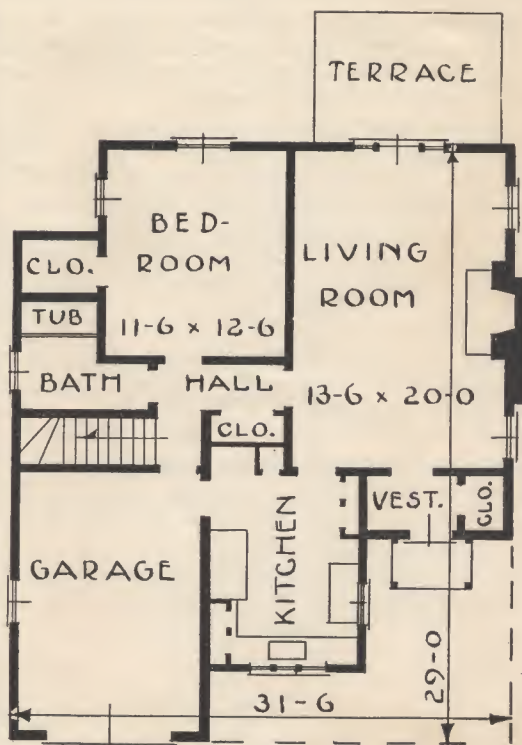 TERRACE
BED-
ROOM
11-6 x 12-6
LIVING
ROOM
13-6 x 20-0
CLO.
TUB
BATH
HALL
CLO.
VEST.
CLO.
GARAGE
KITCHEN
29-0
31-6